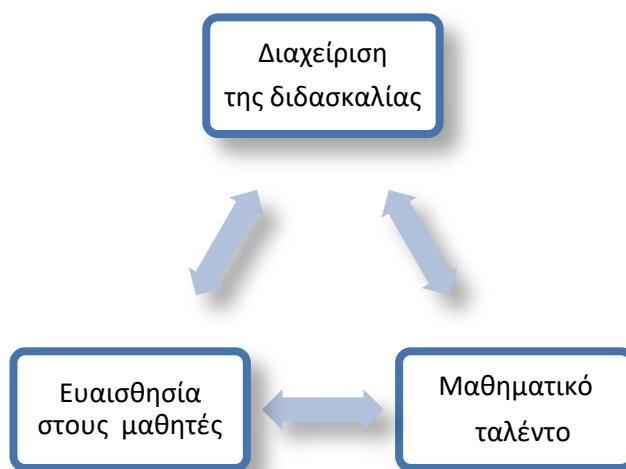 Διαχείριση
της διδασκαλίας
Ευαισθησία
στους μαθητές
Μαθηματικό
ταλέντο